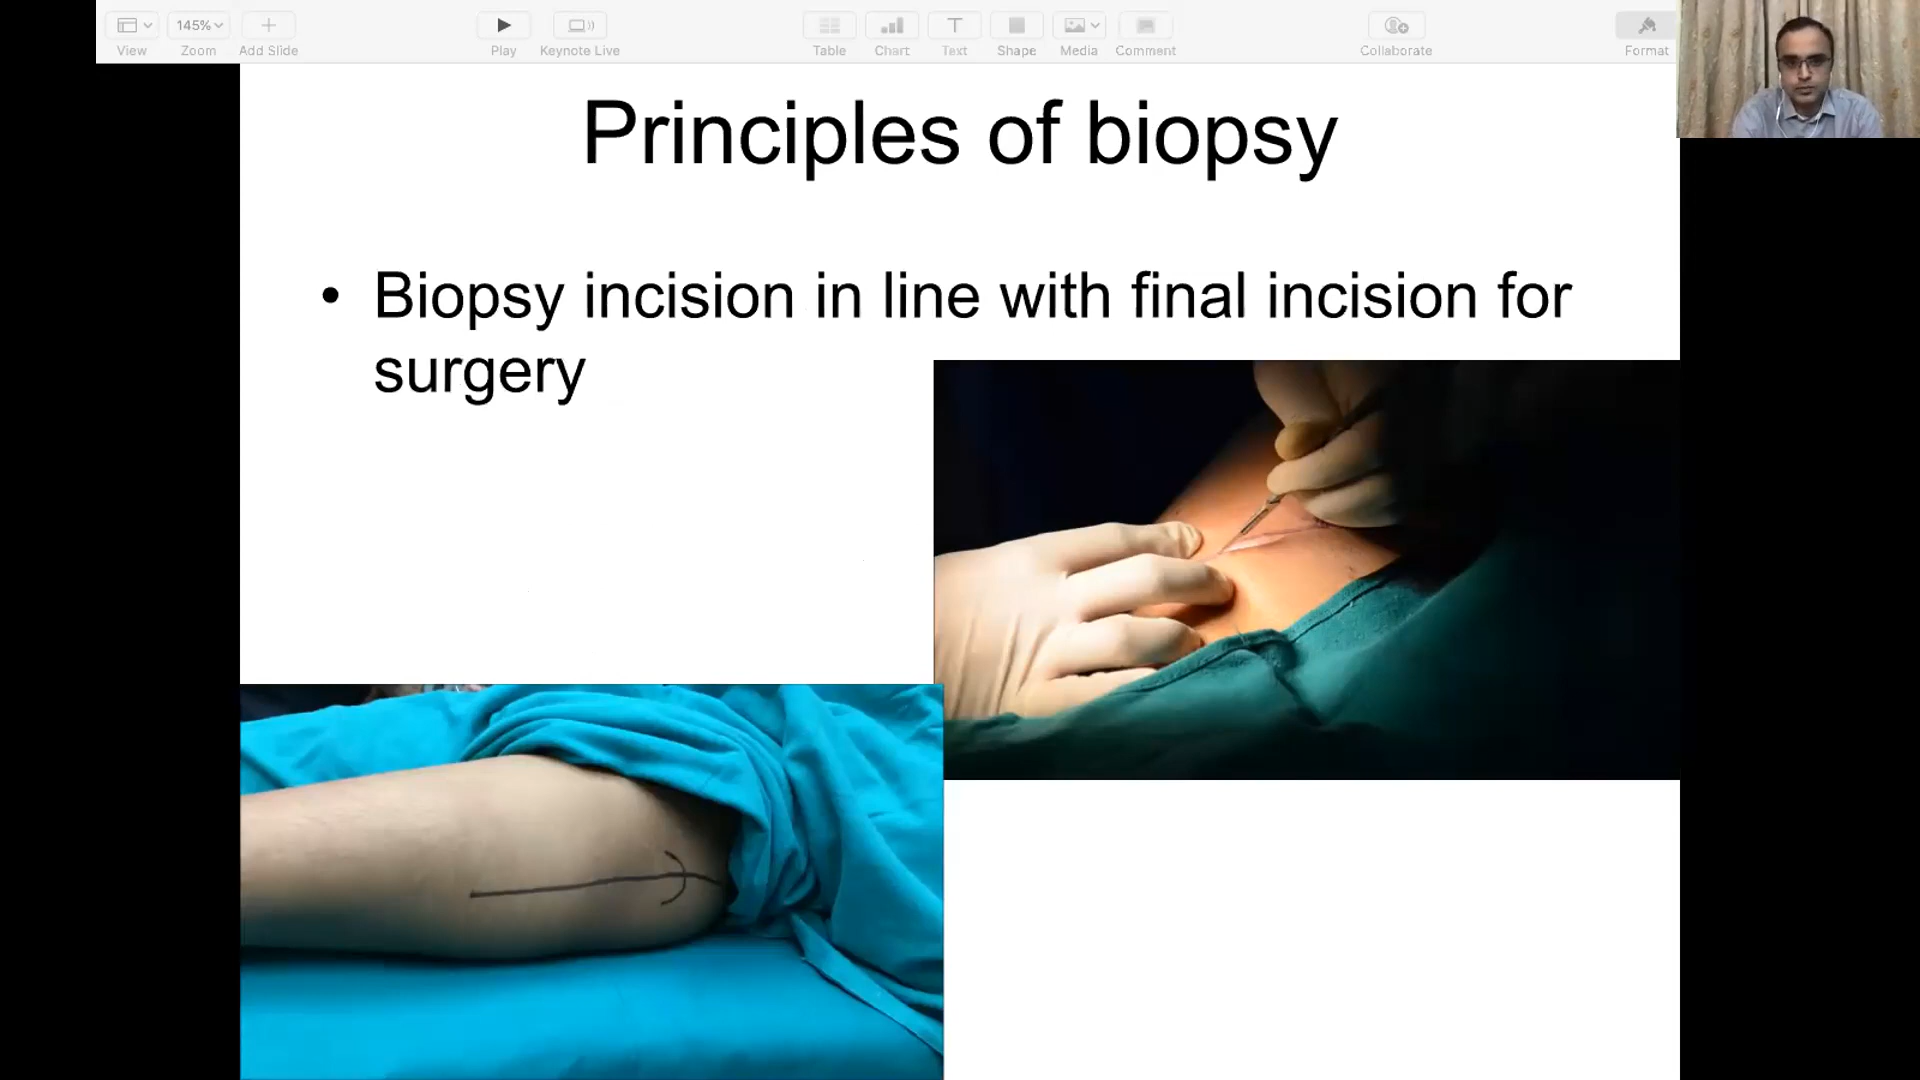 145%
View Zoom Add Slide Play Keynote Live Table Chart Text Shape Media Comment Collaborate Format
Principles of biopsy
• Biopsy incision in line with final incision for
surgery